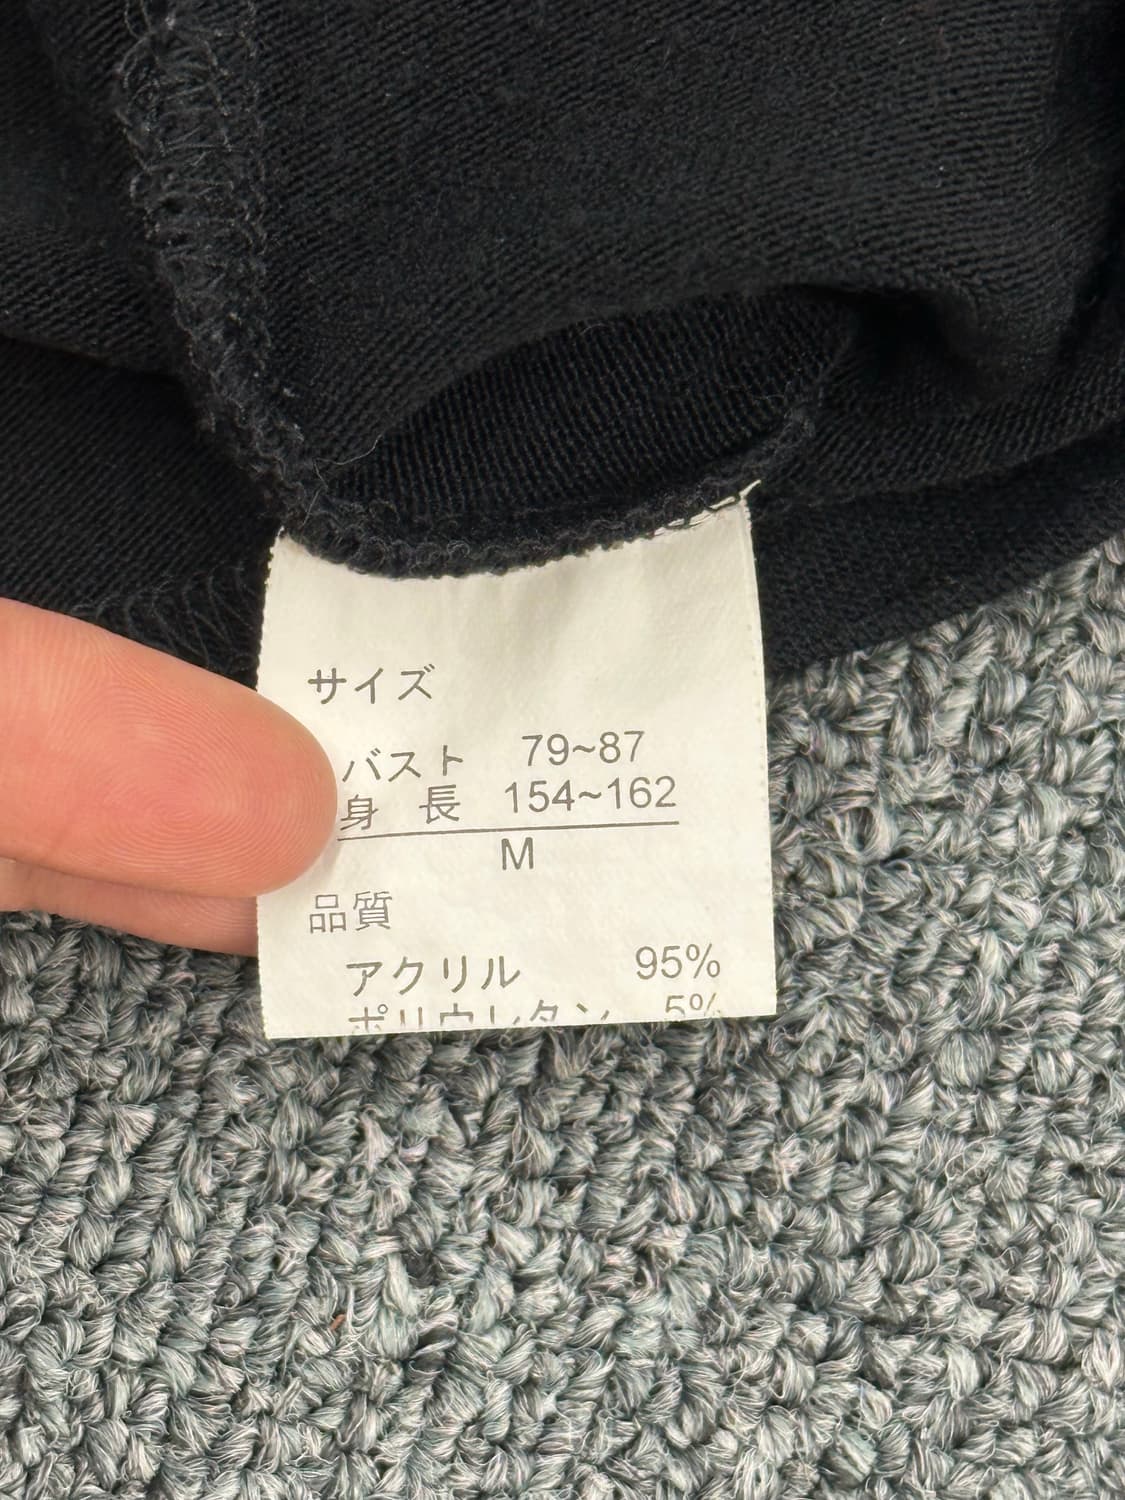 サイズ
バスト 79~87
身 長 154~162
M
品質
アクリル 95%
ポリウレタン 5%